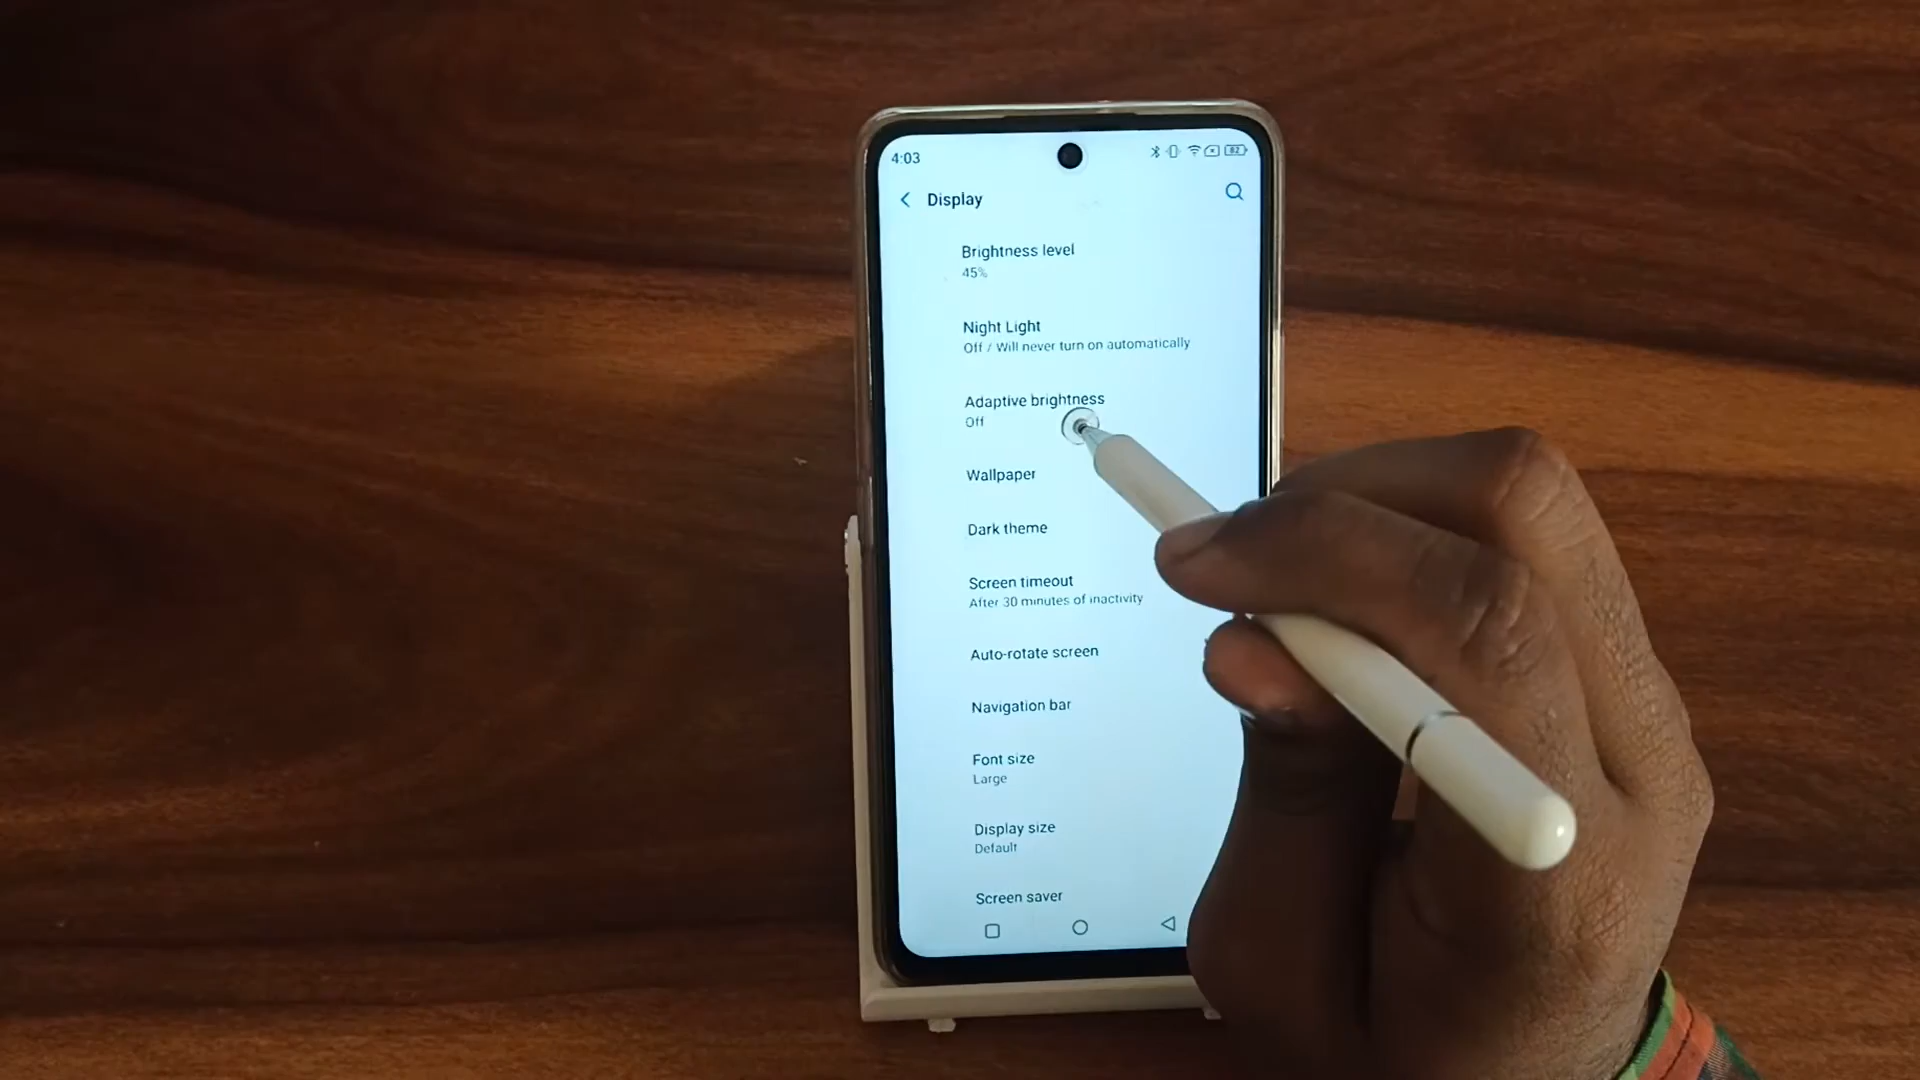 4:03
82
Display
Brightness level
45%
Night Light
Off / Will never turn on automatically
Adaptive brightness
Off
Wallpaper
Dark theme
Screen timeout
After 30 minutes of inactivity
Auto-rotate screen
Navigation bar
Font size
Large
Display size
Default
Screen saver